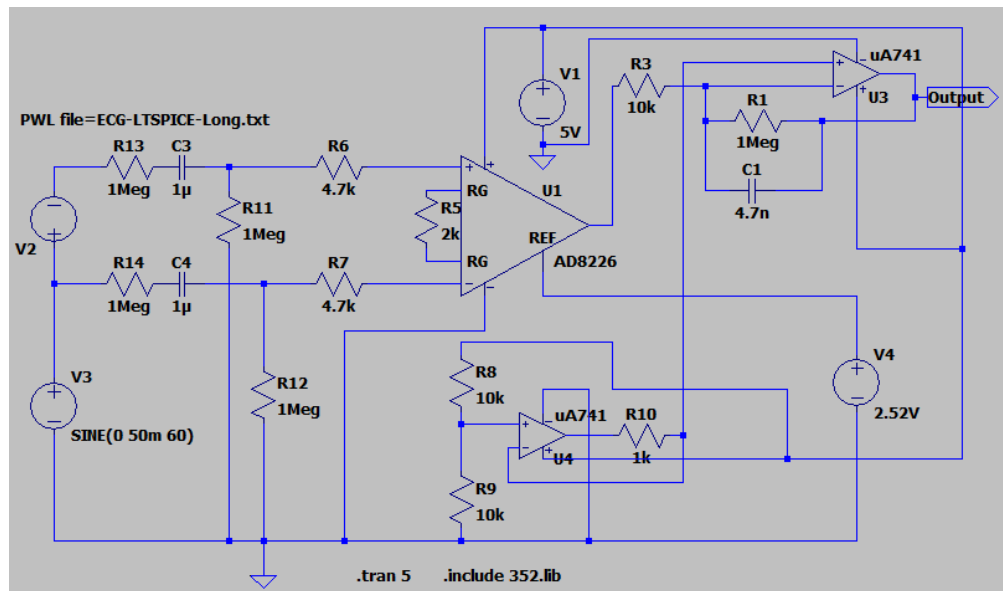 PWL file=ECG-LTSPICE-Long.txt
V2
V3
SINE(0 50m 60)
R13
1Meg
C3
1µ
R14
1Meg
C4
1µ
R11
1Meg
R12
1Meg
R6
4.7k
R7
4.7k
+
RG
R5
2k
RG
-
+
U1
REF
AD8226
-
V1
5V
R3
10k
+
-
uA741
-
U3
+
R1
1Meg
C1
4.7n
Output
R8
10k
R9
10k
+
-
uA741
-
U4
+
R10
1k
V4
2.52V
.tran 5
.include 352.lib